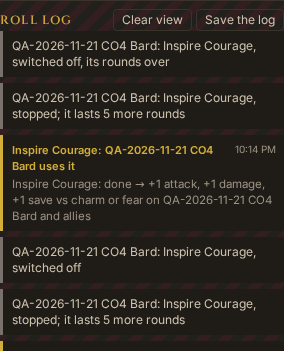 ROLL LOG
Clear view
Save the log
QA-2026-11-21 CO4 Bard: Inspire Courage,
switched off, its rounds over
QA-2026-11-21 CO4 Bard: Inspire Courage,
stopped; it lasts 5 more rounds
Inspire Courage: QA-2026-11-21 CO4 10:14 PM
Bard uses it
Inspire Courage: done → +1 attack, +1 damage,
+1 save vs charm or fear on QA-2026-11-21 CO4
Bard and allies
QA-2026-11-21 CO4 Bard: Inspire Courage,
switched off
QA-2026-11-21 CO4 Bard: Inspire Courage,
stopped; it lasts 5 more rounds